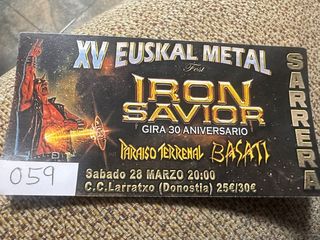 XV EUSKAL METAL
Fest
IRON
SAVIOR
GIRA 30 ANIVERSARIO
PARAISO TERRENAL BASATI
059
Sabado 28 MARZO 20:00
C.C.Larratxo (Donostia) 25€/30€
SARRERA